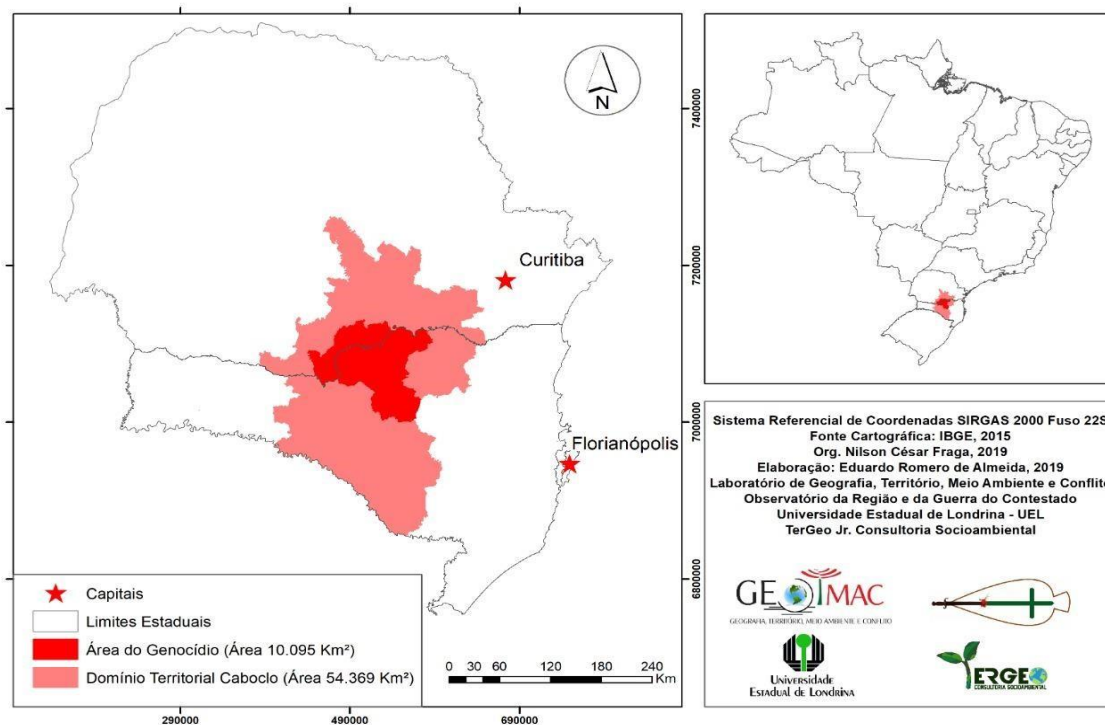 N
Curitiba
Florianópolis
Capitais
Limites Estaduais
Área do Genocídio (Área 10.095 Km²)
Domínio Territorial Caboclo (Área 54.369 Km²)
0 20 40 60 120 180 240
Km
290000 490000 690000
7400000
7200000
7000000
6800000
Sistema Referencial de Coordenadas SIRGAS 2000 Fuso 22S
Fonte Cartográfica: IBGE, 2015
Org. Nilson César Fraga, 2019
Elaboração: Eduardo Romero de Almeida, 2019
Laboratório de Geografia, Território, Meio Ambiente e Conflito
Observatório da Região e da Guerra do Contestado
Universidade Estadual de Londrina - UEL
TerGeo Jr. Consultoria Socioambiental
GEOTMAC
GEOGRAFIA, TERRITÓRIO, MEIO AMBIENTE E CONFLITO
Universidade
Estadual de Londrina
TERGEO
CONSULTORIA SOCIOAMBIENTAL